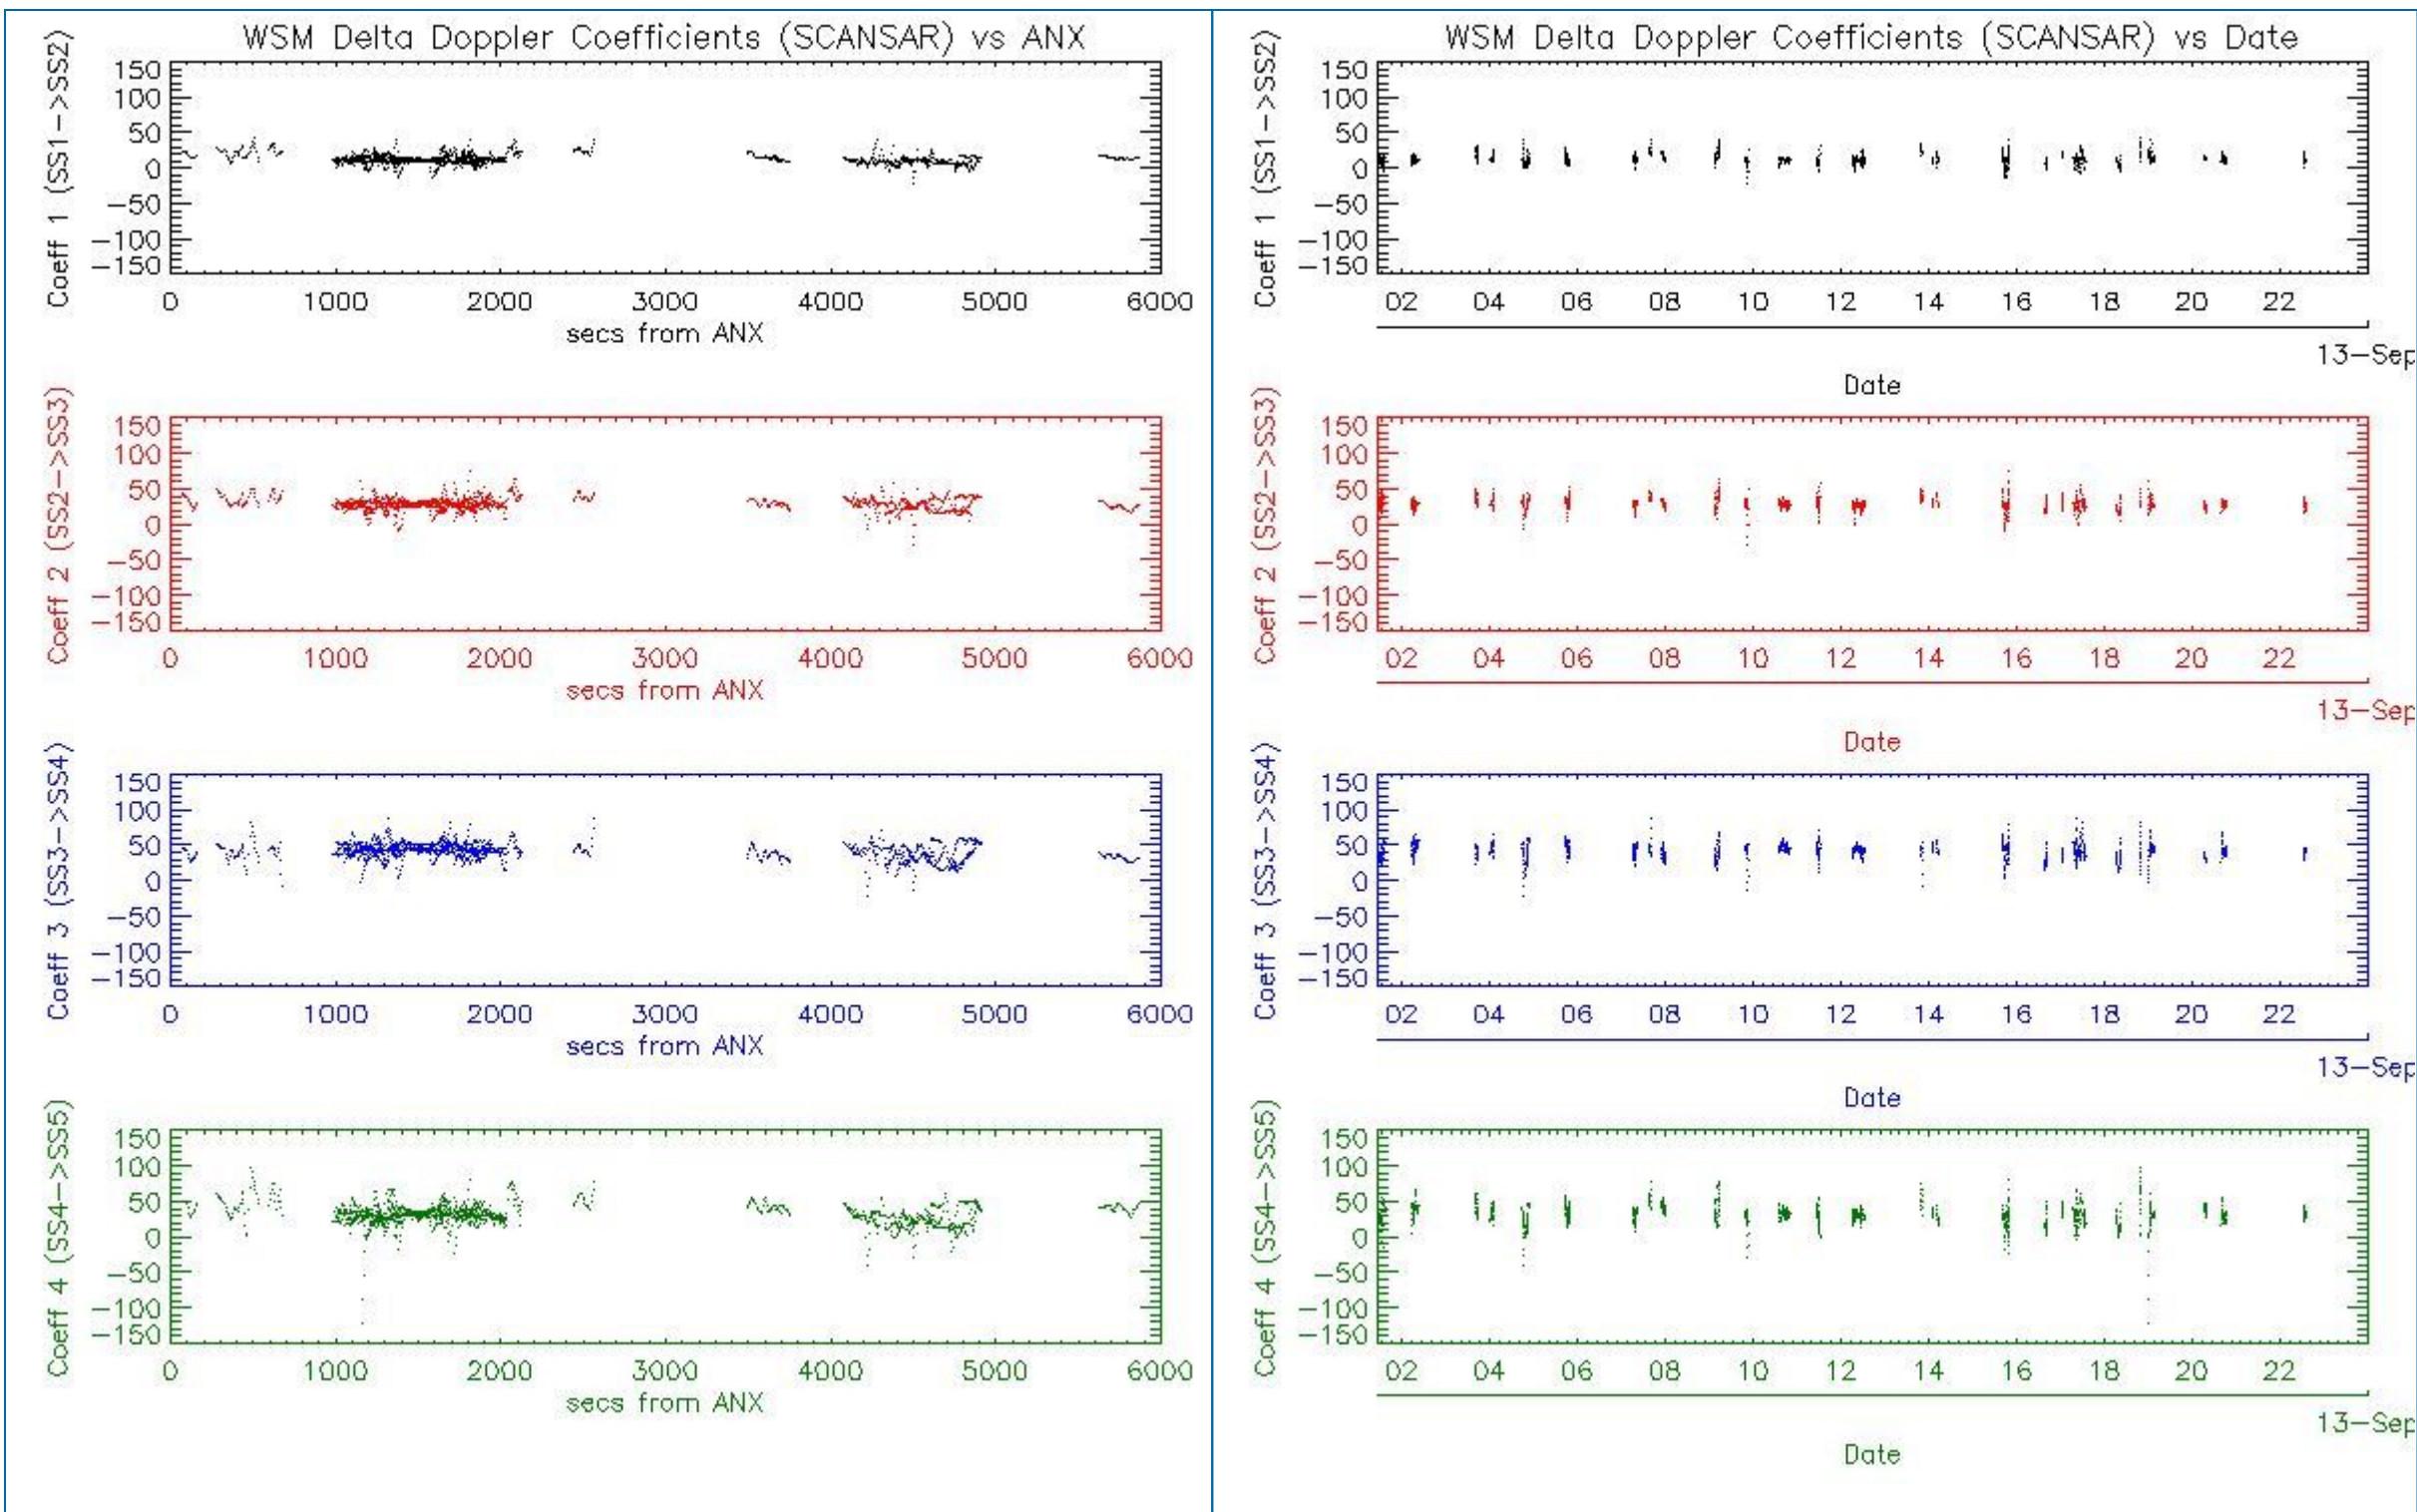 WSM Delta Doppler Coefficients (SCANSAR) vs ANX
Coeff 1 (SS1->SS2)
150
100
50
0
-50
-100
-150
0 1000 2000 3000 4000 5000 6000
secs from ANX
Coeff 2 (SS2->SS3)
150
100
50
0
-50
-100
-150
0 1000 2000 3000 4000 5000 6000
secs from ANX
Coeff 3 (SS3->SS4)
150
100
50
0
-50
-100
-150
0 1000 2000 3000 4000 5000 6000
secs from ANX
Coeff 4 (SS4->SS5)
150
100
50
0
-50
-100
-150
0 1000 2000 3000 4000 5000 6000
secs from ANX
WSM Delta Doppler Coefficients (SCANSAR) vs Date
Coeff 1 (SS1->SS2)
150
100
50
0
-50
-100
-150
02 04 06 08 10 12 14 16 18 20 22
13-Sep
Date
Coeff 2 (SS2->SS3)
150
100
50
0
-50
-100
-150
02 04 06 08 10 12 14 16 18 20 22
13-Sep
Date
Coeff 3 (SS3->SS4)
150
100
50
0
-50
-100
-150
02 04 06 08 10 12 14 16 18 20 22
13-Sep
Date
Coeff 4 (SS4->SS5)
150
100
50
0
-50
-100
-150
02 04 06 08 10 12 14 16 18 20 22
13-Sep
Date